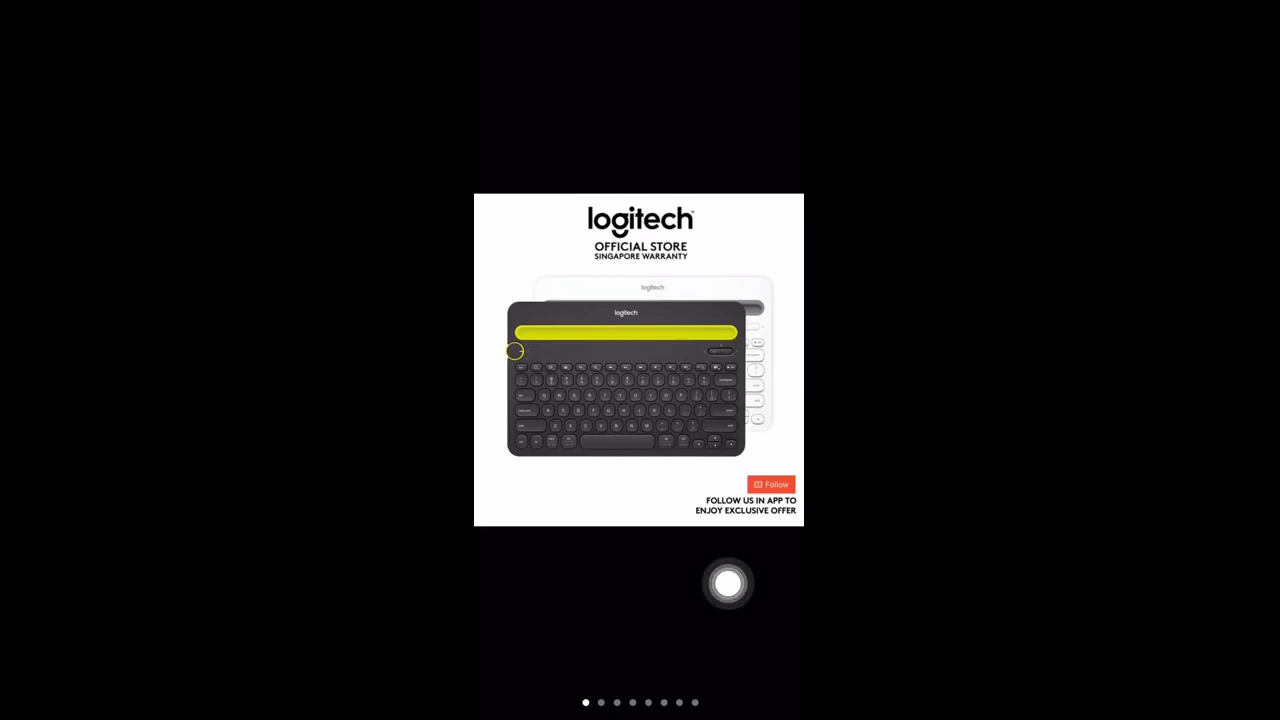 logitech
OFFICIAL STORE
SINGAPORE WARRANTY
logitech
logitech
Follow
FOLLOW US IN APP TO
ENJOY EXCLUSIVE OFFER